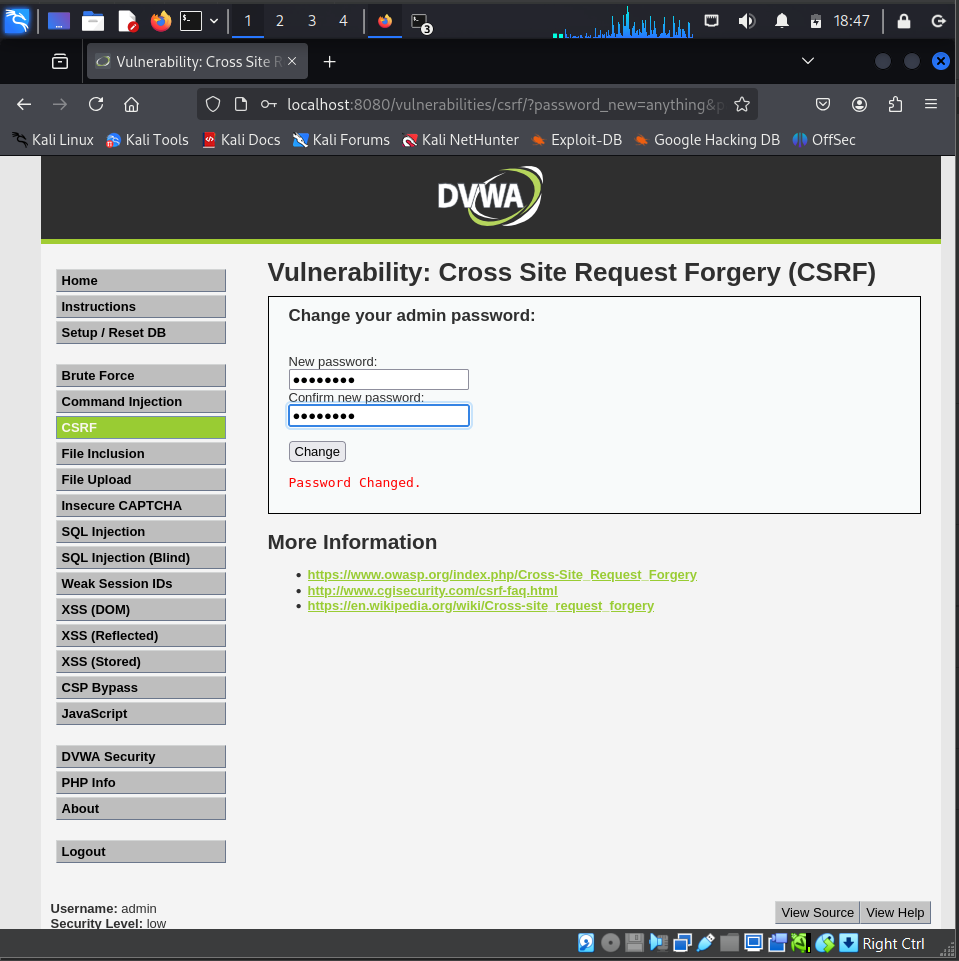 1 2 3 4 3 18:47
Vulnerability: Cross Site R
localhost:8080/vulnerabilities/csrf/?password_new=anything&p
Kali Linux Kali Tools Kali Docs Kali Forums Kali NetHunter Exploit-DB Google Hacking DB OffSec
DVWA
Home
Instructions
Setup / Reset DB
Brute Force
Command Injection
CSRF
File Inclusion
File Upload
Insecure CAPTCHA
SQL Injection
SQL Injection (Blind)
Weak Session IDs
XSS (DOM)
XSS (Reflected)
XSS (Stored)
CSP Bypass
JavaScript
DVWA Security
PHP Info
About
Logout
Vulnerability: Cross Site Request Forgery (CSRF)
Change your admin password:
New password:
●●●●●●●●
Confirm new password:
●●●●●●●●
Change
Password Changed.
More Information
• https://www.owasp.org/index.php/Cross-Site_Request_Forgery
• http://www.cgisecurity.com/csrf-faq.html
• https://en.wikipedia.org/wiki/Cross-site_request_forgery
Username: admin
Security Level: low
View Source View Help
Right Ctrl